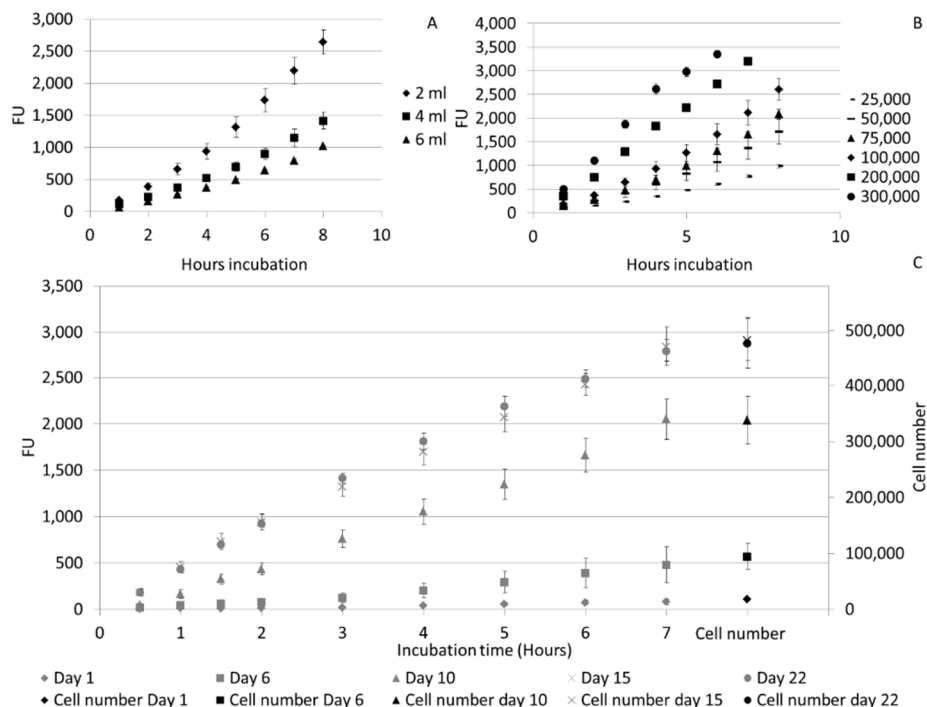 A
3,000
2,500
2,000
1,500
1,000
500
0
FU
0 2 4 6 8 10
Hours incubation
2 ml
4 ml
6 ml
B
4,000
3,500
3,000
2,500
2,000
1,500
1,000
500
0
FU
0 5 10
Hours incubation
25,000
50,000
75,000
100,000
200,000
300,000
C
3,500
3,000
2,500
2,000
1,500
1,000
500
0
FU
500,000
400,000
300,000
200,000
100,000
0
Cell number
0 1 2 3 4 5 6 7 Cell number
Incubation time (Hours)
Day 1 Day 6 Day 10 Day 15 Day 22
Cell number Day 1 Cell number Day 6 Cell number day 10 Cell number day 15 Cell number day 22